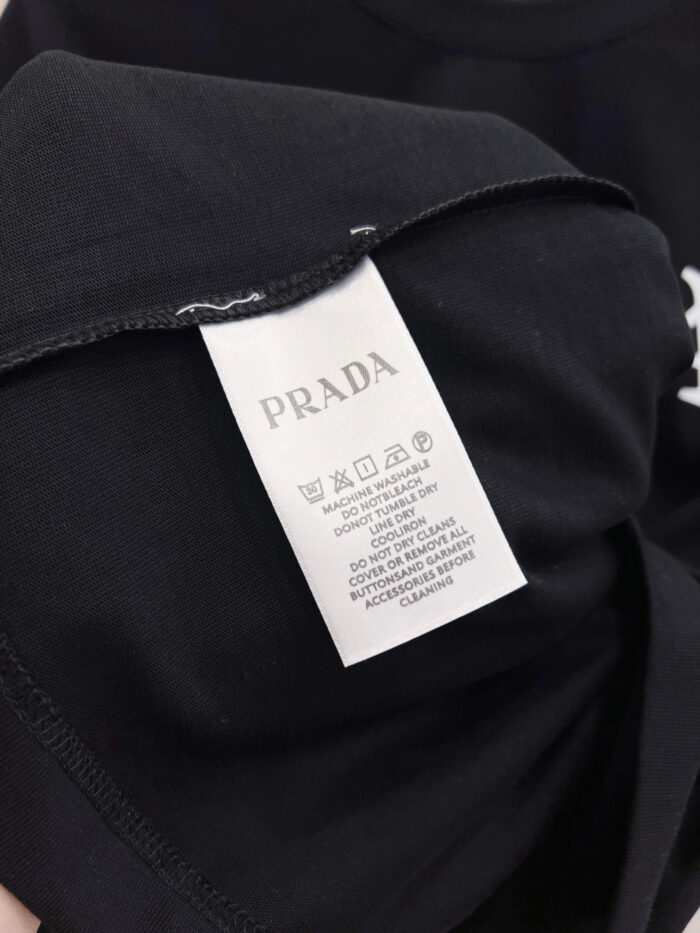 PRADA
30 P
MACHINE WASHABLE
DO NOTBLEACH
DONOT TUMBLE DRY
LINE DRY
COOLIRON
DO NOT DRY CLEANS
COVER OR REMOVE ALL
BUTTONSAND GARMENT
ACCESSORIES BEFORE
CLEANING